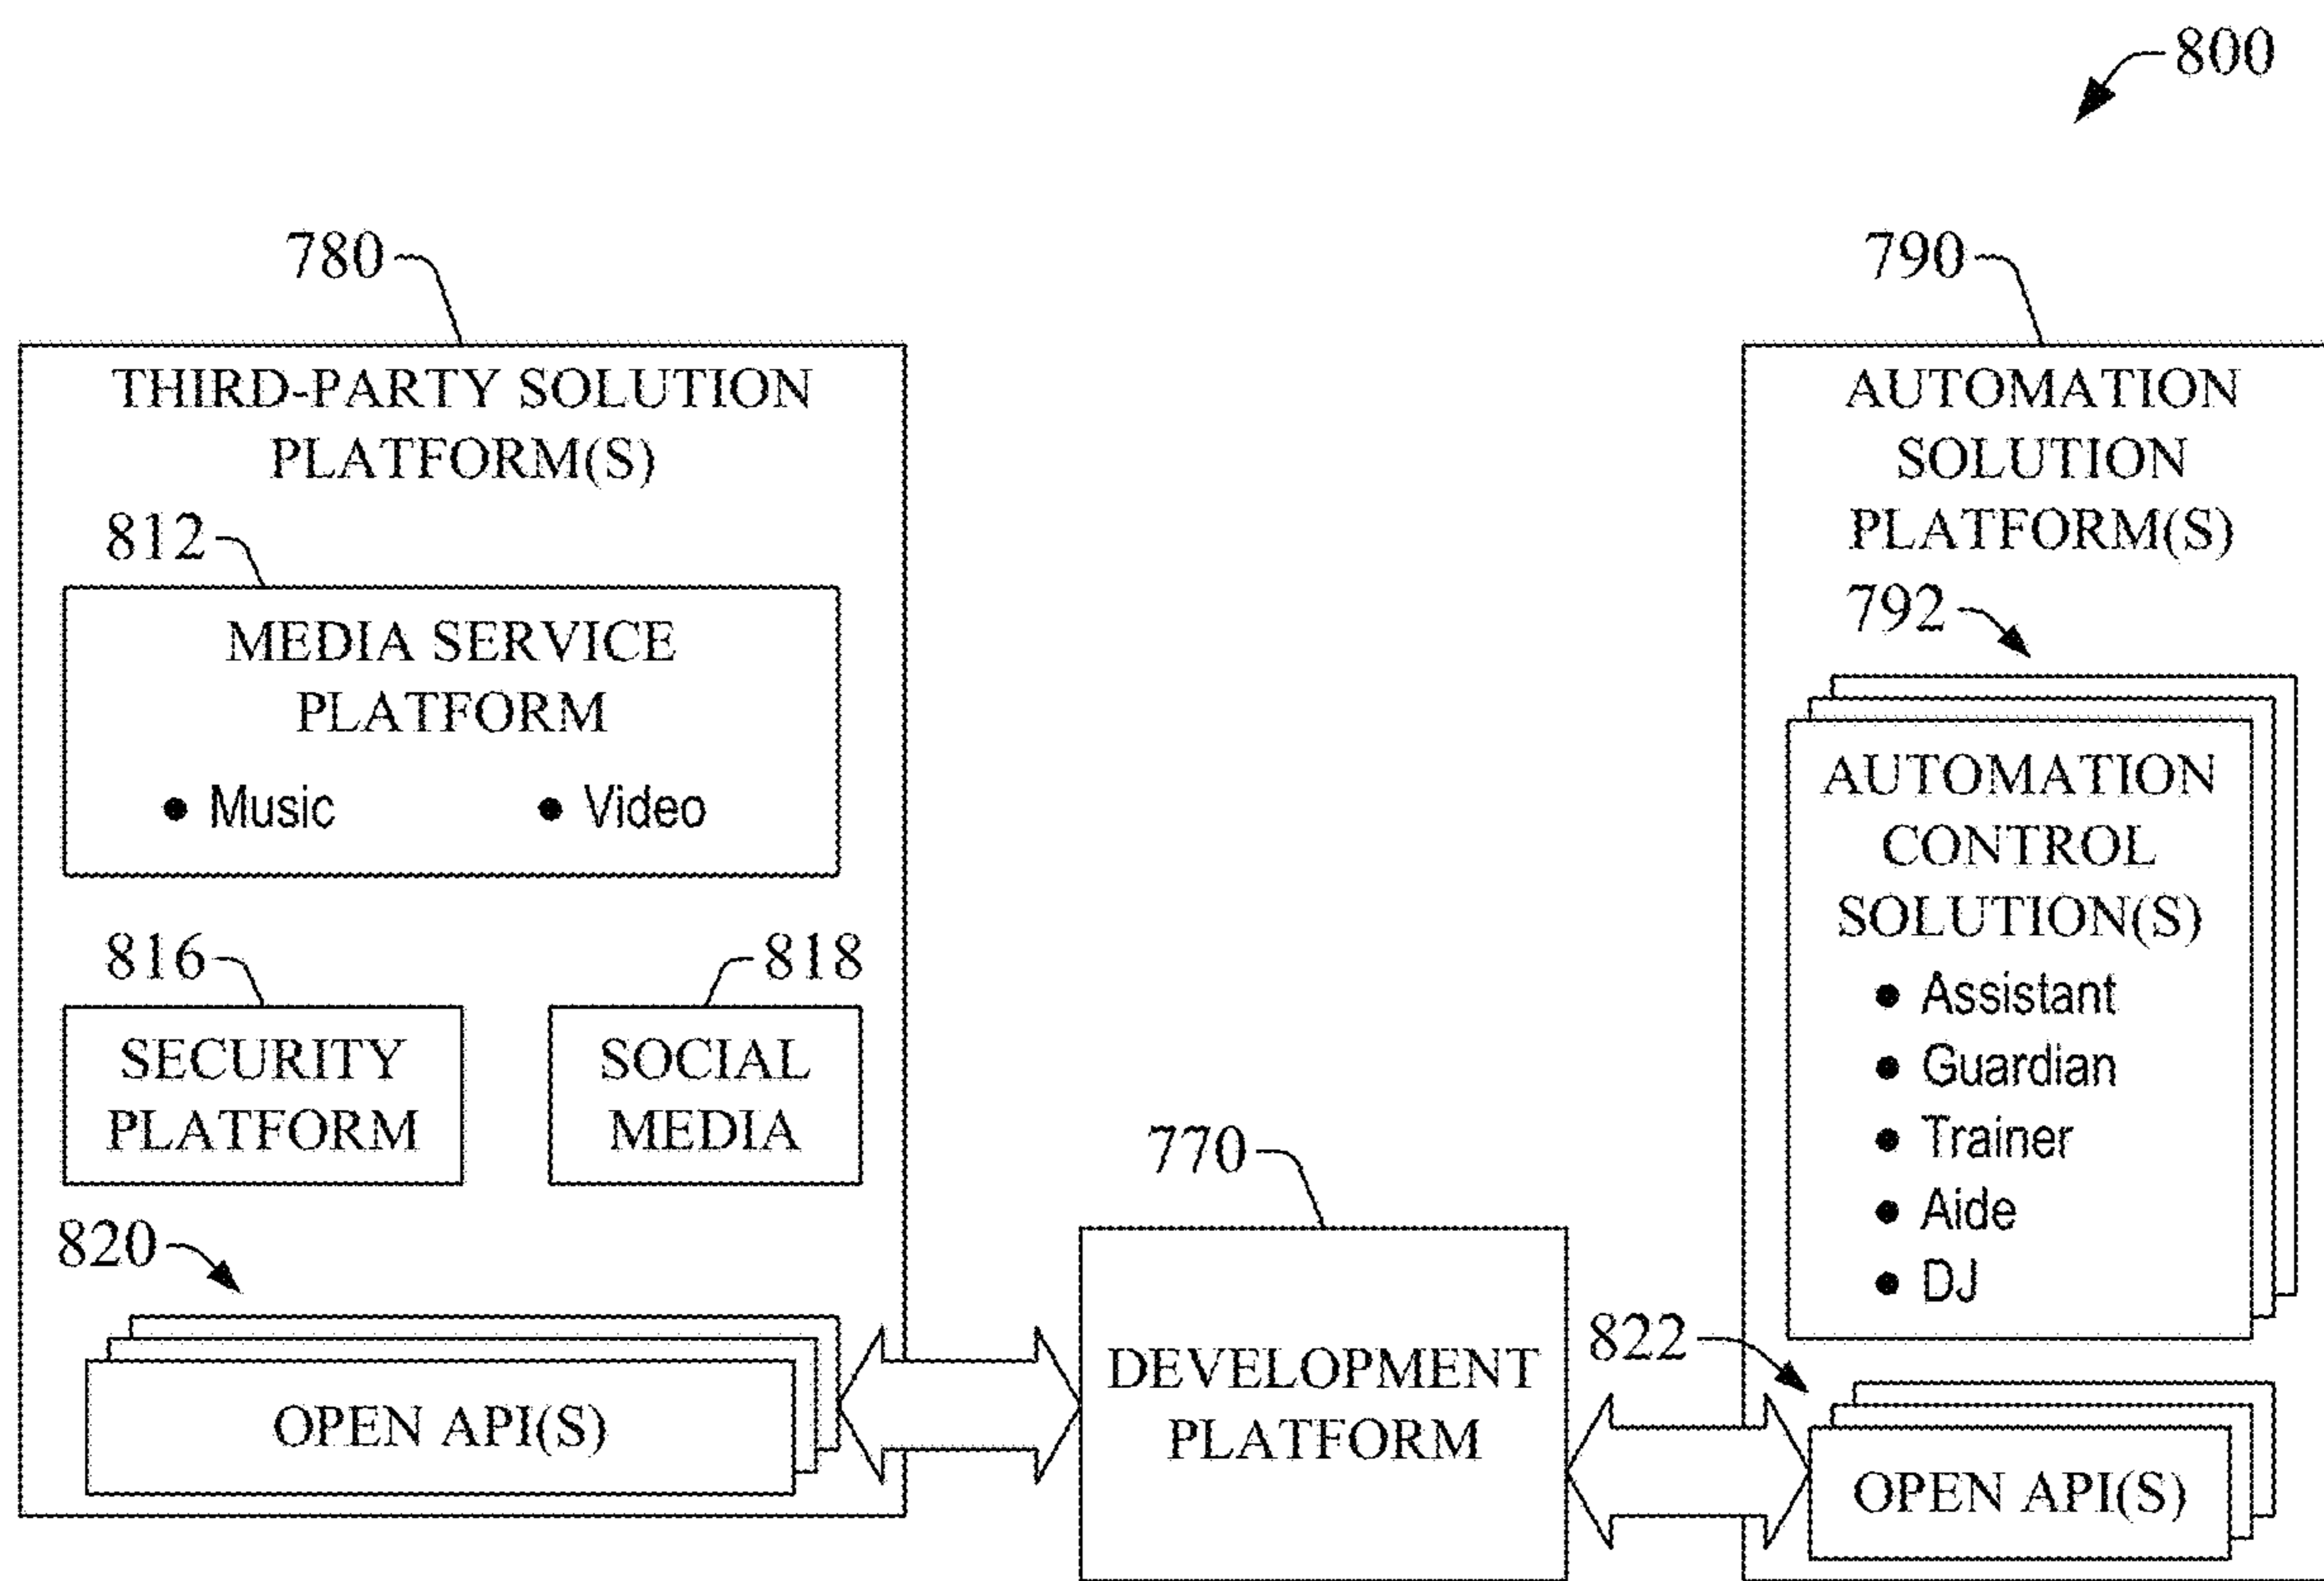 800
780
THIRD-PARTY SOLUTION
PLATFORM(S)
812
MEDIA SERVICE
PLATFORM
• Music • Video
816
SECURITY
PLATFORM
818
SOCIAL
MEDIA
820
OPEN API(S)
770
DEVELOPMENT
PLATFORM
790
AUTOMATION
SOLUTION
PLATFORM(S)
792
AUTOMATION
CONTROL
SOLUTION(S)
• Assistant
• Guardian
• Trainer
• Aide
• DJ
822
OPEN API(S)